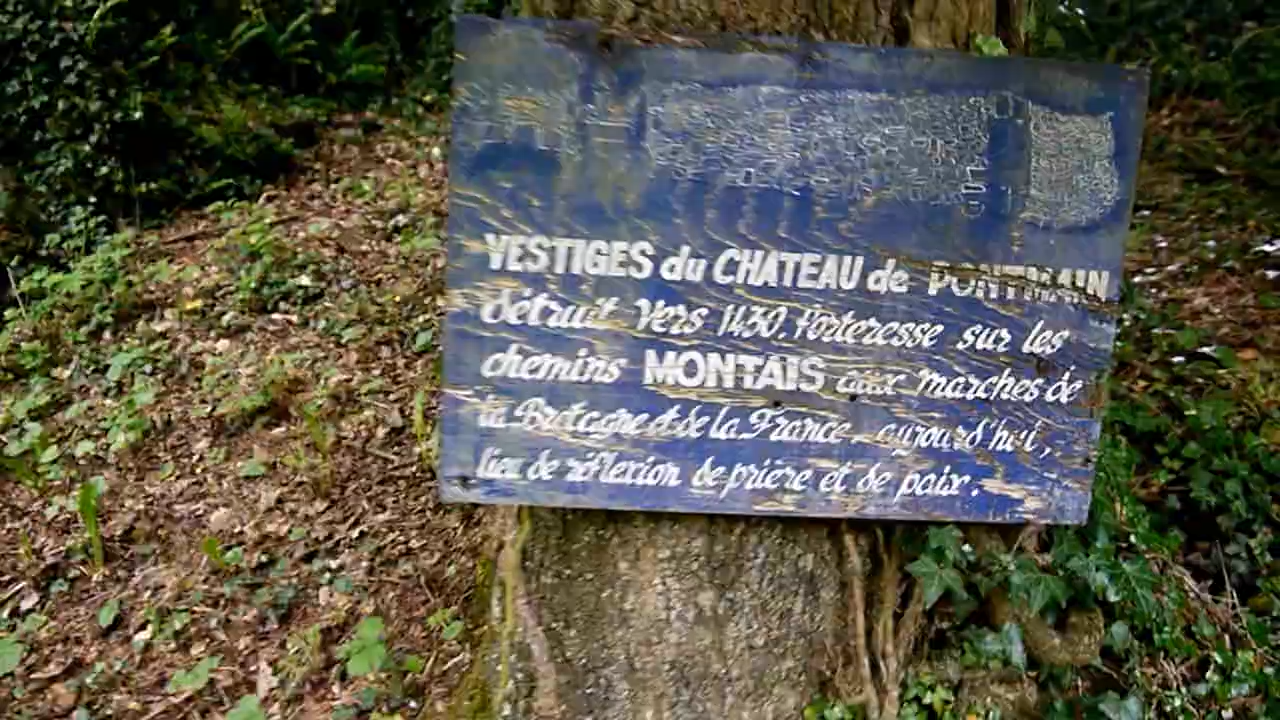 VESTIGES du CHATEAU de PONTMAIN
détruit vers 1430. Forteresse sur les
chemins MONTAIS aux marches de
la Bretagne et de la France - aujourd'hui,
lieu de réflexion de prière et de paix.